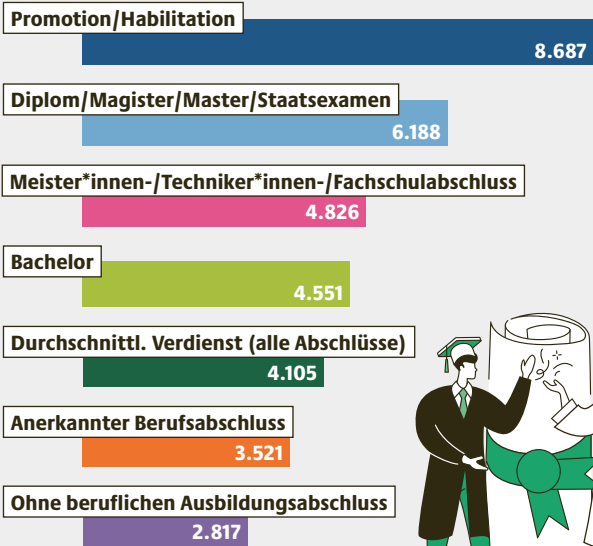 Promotion/Habilitation
8.687
Diplom/Magister/Master/Staatsexamen
6.188
Meister*innen-/Techniker*innen-/Fachschulabschluss
4.826
Bachelor
4.551
Durchschnittl. Verdienst (alle Abschlüsse)
4.105
Anerkannter Berufsabschluss
3.521
Ohne beruflichen Ausbildungsabschluss
2.817